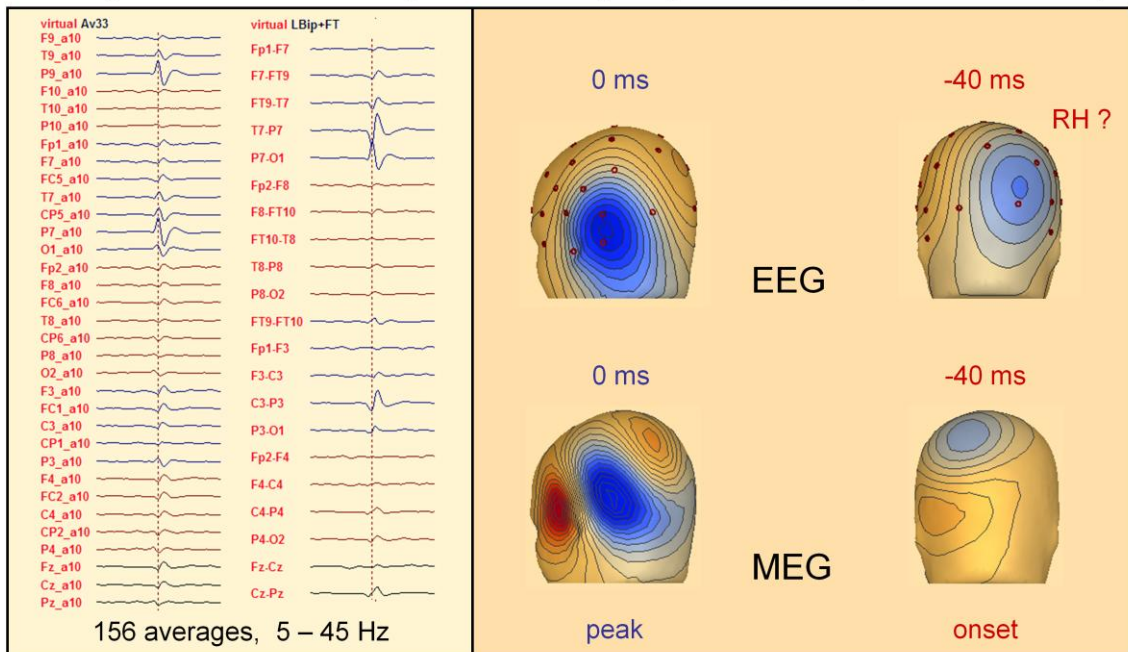 virtual Av33
F9_a10
T9_a10
P9_a10
F10_a10
T10_a10
P10_a10
Fp1_a10
F7_a10
FC5_a10
T7_a10
CP5_a10
P7_a10
O1_a10
Fp2_a10
F8_a10
FC6_a10
T8_a10
CP6_a10
P8_a10
O2_a10
F3_a10
FC1_a10
C3_a10
CP1_a10
P3_a10
F4_a10
FC2_a10
C4_a10
CP2_a10
P4_a10
Fz_a10
Cz_a10
Pz_a10
virtual LBip+FT
Fp1-F7
F7-FT9
FT9-T7
T7-P7
P7-O1
Fp2-F8
F8-FT10
FT10-T8
T8-P8
P8-O2
FT9-FT10
Fp1-F3
F3-C3
C3-P3
P3-O1
Fp2-F4
F4-C4
C4-P4
P4-O2
Fz-Cz
Cz-Pz
156 averages, 5 – 45 Hz
0 ms
-40 ms
RH ?
EEG
0 ms
-40 ms
MEG
peak
onset